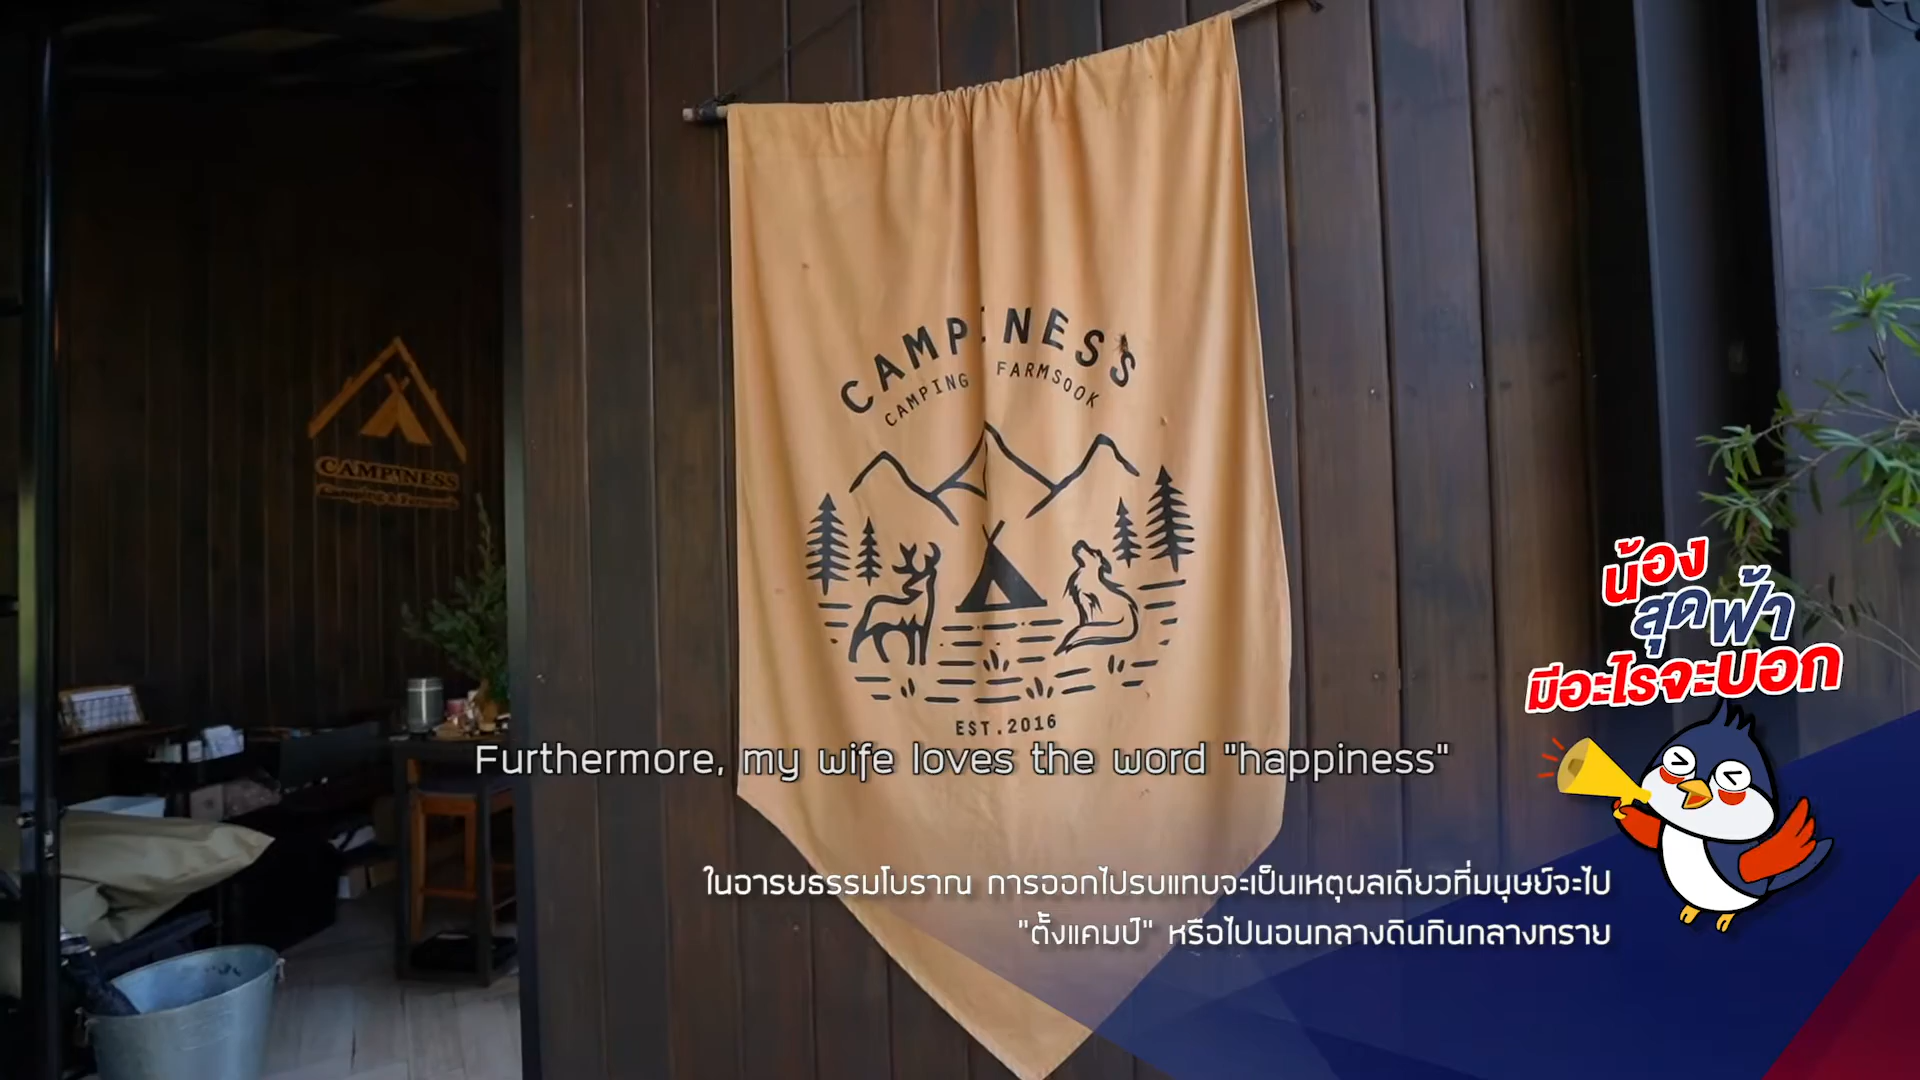 CAMPINESS
CAMPING FARMSOOK
EST.2016
CAMPINESS
Furthermore, my wife loves the word "happiness"
น้อง
สุดฟ้า
มีอะไรจะบอก
ในอารยธรรมโบราณ การออกไปรบแทบจะเป็นเหตุผลเดียวที่มนุษย์จะไป
"ตั้งแคมป์" หรือไปนอนกลางดินกินกลางทราย